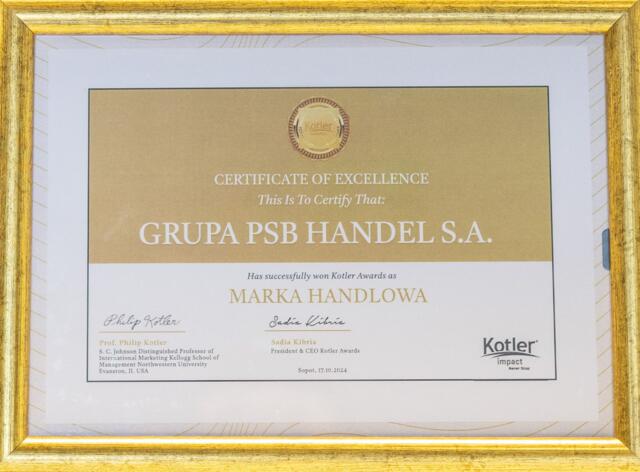 Kotler
CERTIFICATE OF EXCELLENCE
This Is To Certify That:
GRUPA PSB HANDEL S.A.
Has successfully won Kotler Awards as
MARKA HANDLOWA
Philip Kotler
Prof. Philip Kotler
S. C. Johnson Distinguished Professor of
International Marketing Kellogg School of
Management Northwestern University
Evanston, IL USA
Sadia Kibria
Sadia Kibria
President & CEO Kotler Awards
Sopot, 17.10.2024
Kotler
impact
Never Stop